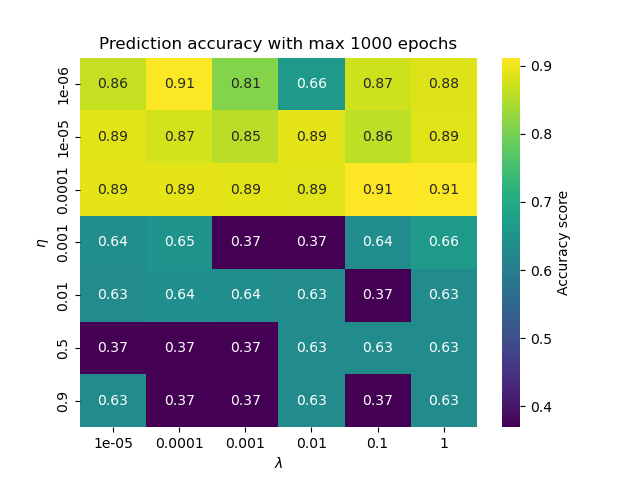 Prediction accuracy with max 1000 epochs
1e-06 0.86 0.91 0.81 0.66 0.87 0.88
1e-05 0.89 0.87 0.85 0.89 0.86 0.89
0.0001 0.89 0.89 0.89 0.89 0.91 0.91
0.001 0.64 0.65 0.37 0.37 0.64 0.66
0.01 0.63 0.64 0.64 0.63 0.37 0.63
0.5 0.37 0.37 0.37 0.63 0.63 0.63
0.9 0.63 0.37 0.37 0.63 0.37 0.63
η
1e-05 0.0001 0.001 0.01 0.1 1
λ
0.9
0.8
0.7
0.6
0.5
0.4
Accuracy score